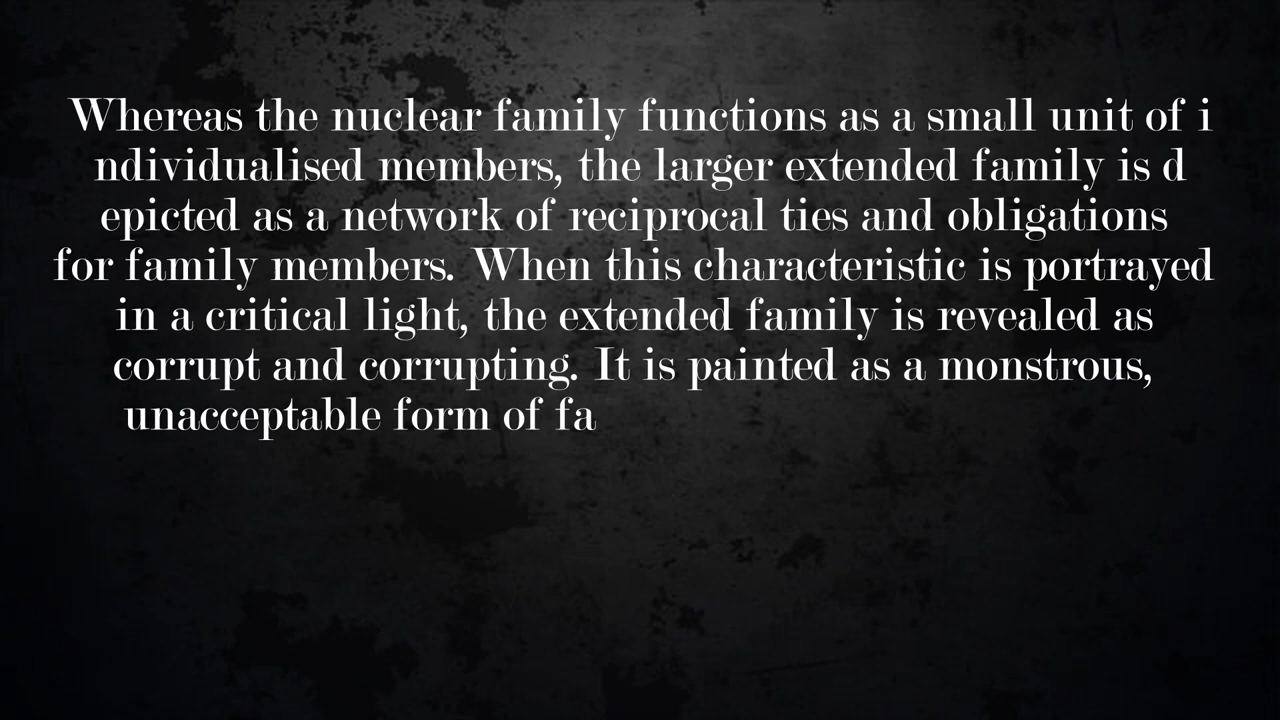 Whereas the nuclear family functions as a small unit of i
ndividualised members, the larger extended family is d
epicted as a network of reciprocal ties and obligations
for family members. When this characteristic is portrayed
in a critical light, the extended family is revealed as
corrupt and corrupting. It is painted as a monstrous,
unacceptable form of fa